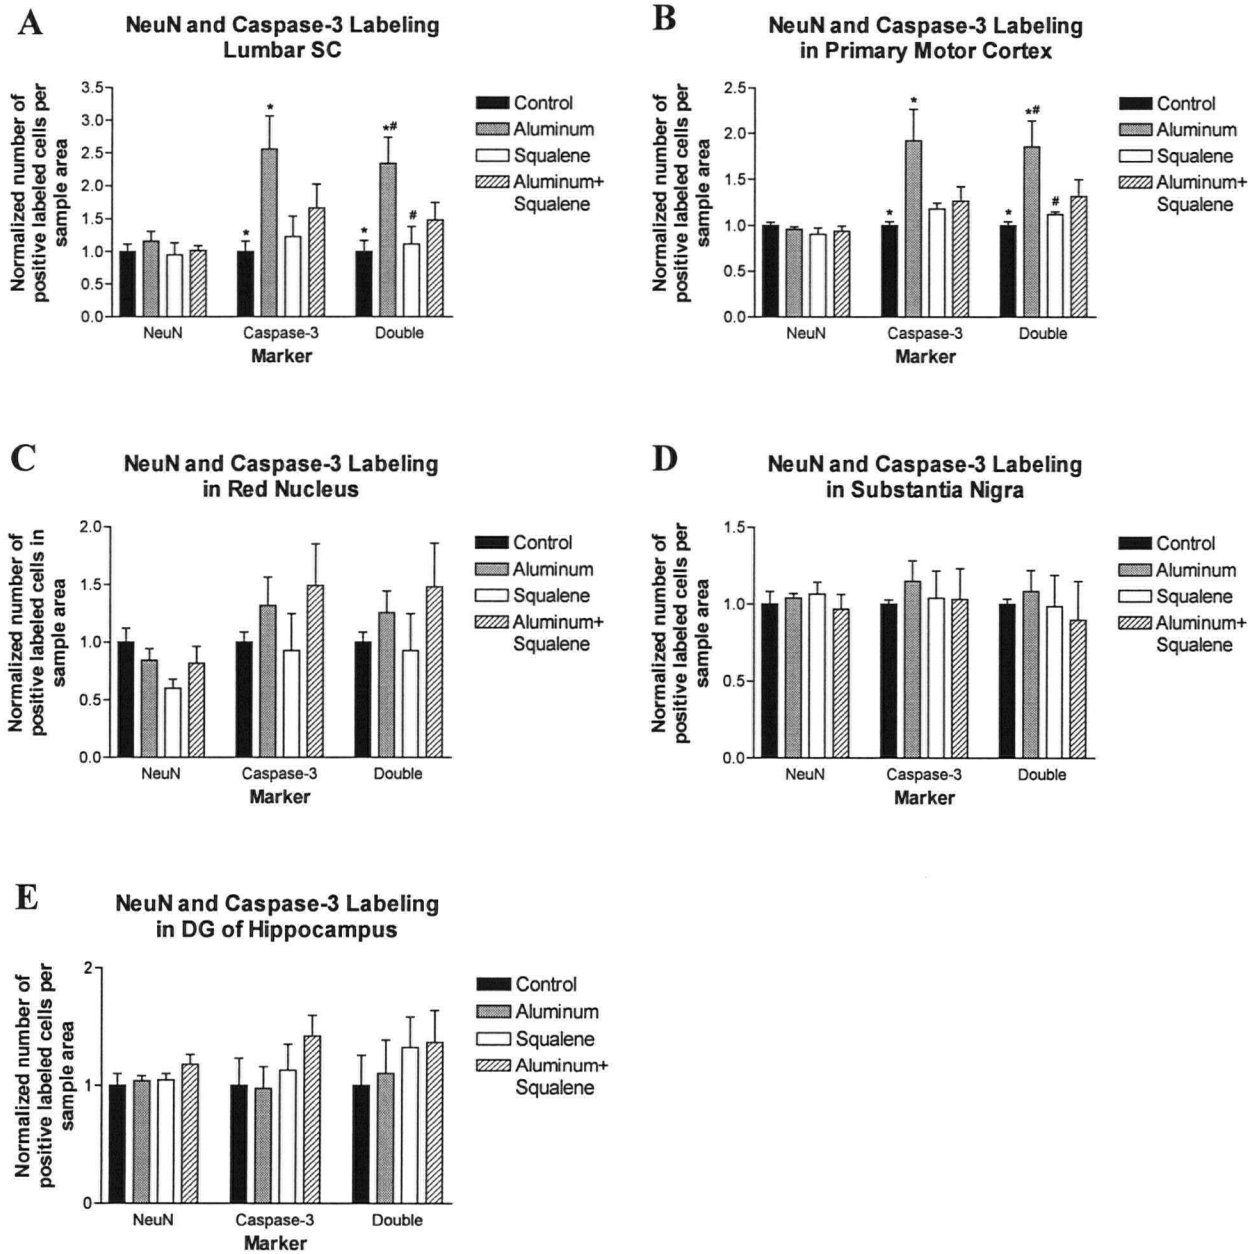 A
NeuN and Caspase-3 Labeling
Lumbar SC
Normalized number of
positive labeled cells per
sample area
3.5
3.0
2.5
2.0
1.5
1.0
0.5
0.0
*
*
*
*#
#
NeuN
Caspase-3
Double
Marker
Control
Aluminum
Squalene
Aluminum+
Squalene
B
NeuN and Caspase-3 Labeling
in Primary Motor Cortex
Normalized number of
positive labeled cells per
sample area
2.5
2.0
1.5
1.0
0.5
0.0
*
*
*
*#
#
NeuN
Caspase-3
Double
Marker
Control
Aluminum
Squalene
Aluminum+
Squalene
C
NeuN and Caspase-3 Labeling
in Red Nucleus
Normalized number of
positive labeled cells in
sample area
2.0
1.5
1.0
0.5
0.0
NeuN
Caspase-3
Double
Marker
Control
Aluminum
Squalene
Aluminum+
Squalene
D
NeuN and Caspase-3 Labeling
in Substantia Nigra
Normalized number of
positive labeled cells per
sample area
1.5
1.0
0.5
0.0
NeuN
Caspase-3
Double
Marker
Control
Aluminum
Squalene
Aluminum+
Squalene
E
NeuN and Caspase-3 Labeling
in DG of Hippocampus
Normalized number of
positive labeled cells per
sample area
2
1
0
NeuN
Caspase-3
Double
Marker
Control
Aluminum
Squalene
Aluminum+
Squalene